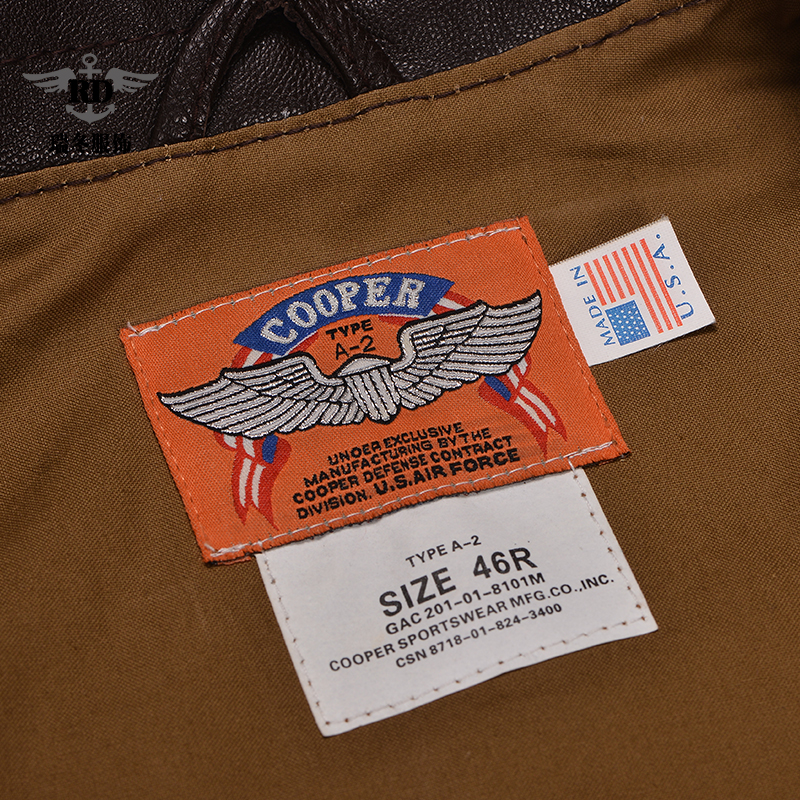 RD
COOPER
TYPE
A-2
UNOER EXCLUSIVE
MANUFACTURING BY THE
COOPER DEFENSE CONTRACT
DIVISION. U.S.AIR FORCE
MADE IN
U.S.A.
TYPE A-2
SIZE 46R
GAC 201-01-8101M
COOPER SPORTSWEAR MFG.CO.,INC.
CSN 8718-01-824-3400